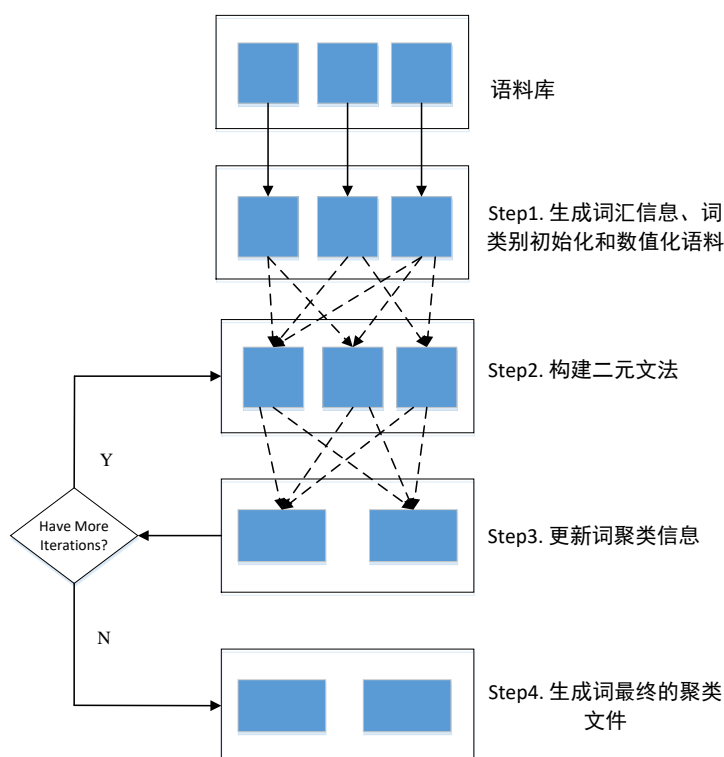 语料库
Step1. 生成词汇信息、词
类别初始化和数值化语料
Step2. 构建二元文法
Y
Have More
Iterations?
Step3. 更新词聚类信息
N
Step4. 生成词最终的聚类
文件